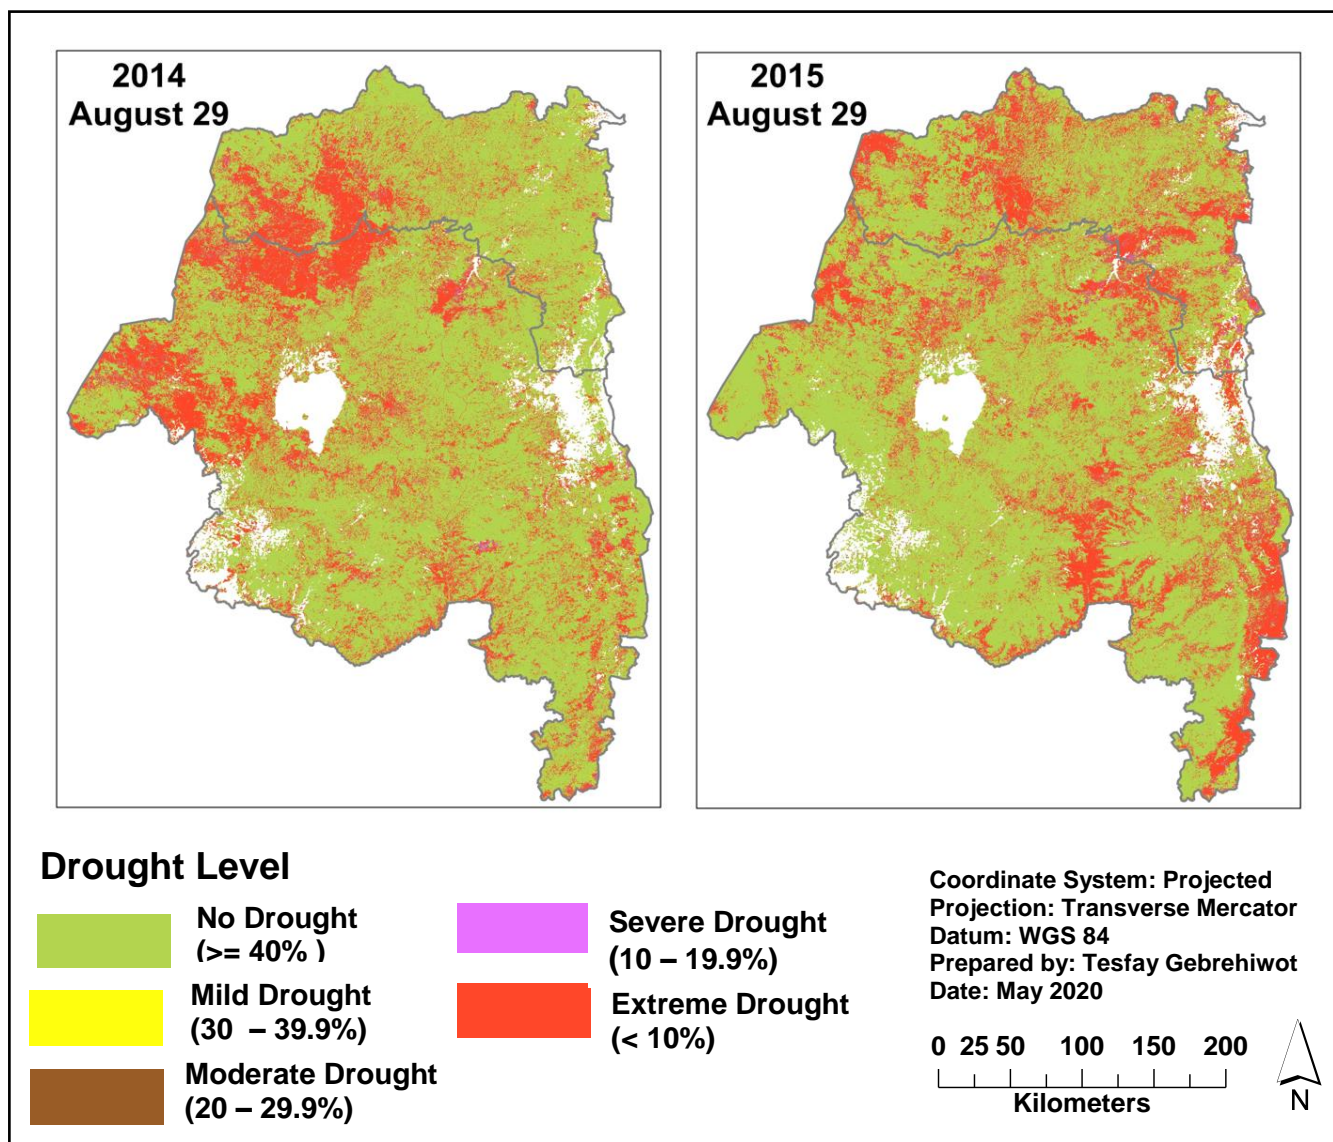 2014
August 29
2015
August 29
Drought Level
No Drought
(>= 40% )
Mild Drought
(30 – 39.9%)
Moderate Drought
(20 – 29.9%)
Severe Drought
(10 – 19.9%)
Extreme Drought
(< 10%)
Coordinate System: Projected
Projection: Transverse Mercator
Datum: WGS 84
Prepared by: Tesfay Gebrehiwot
Date: May 2020
0 25 50 100 150 200
Kilometers
N